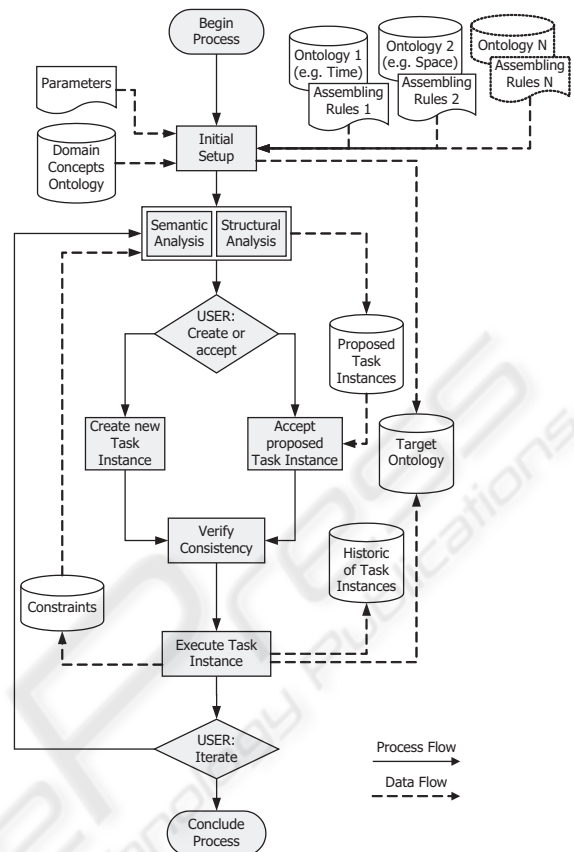 Begin
Process
Ontology 1
(e.g. Time)
Assembling
Rules 1
Ontology 2
(e.g. Space)
Assembling
Rules 2
Ontology N
Assembling
Rules N
Parameters
Domain
Concepts
Ontology
Initial
Setup
Semantic
Analysis
Structural
Analysis
USER:
Create or
accept
Proposed
Task
Instances
Create new
Task
Instance
Accept
proposed
Task Instance
Target
Ontology
Verify
Consistency
Historic
of Task
Instances
Constraints
Execute Task
Instance
USER:
Iterate
Process Flow
Data Flow
Conclude
Process